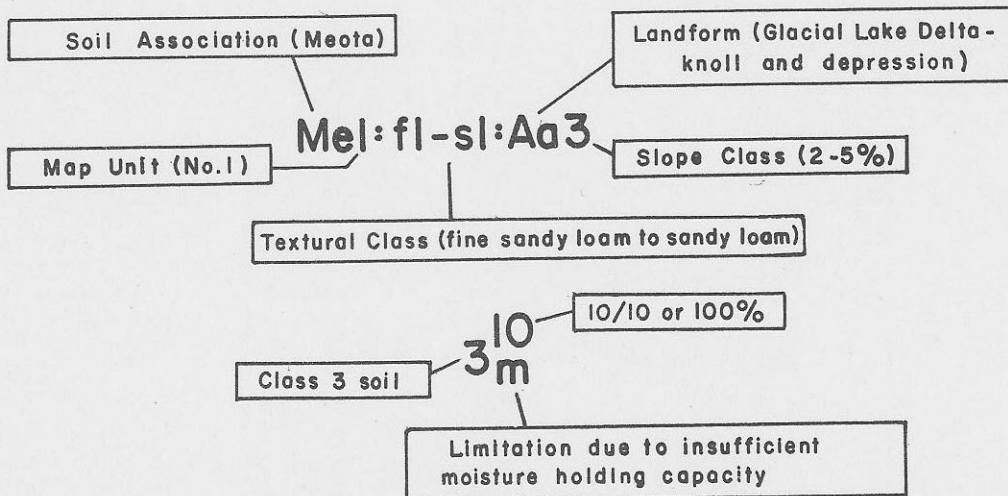 Soil Association (Meota)
Landform (Glacial Lake Delta-
knoll and depression)
Me1:fl-sl:Aa3
Map Unit (No.1)
Slope Class (2-5%)
Textural Class (fine sandy loam to sandy loam)
10/10 or 100%
10
3
m
Class 3 soil
Limitation due to insufficient
moisture holding capacity